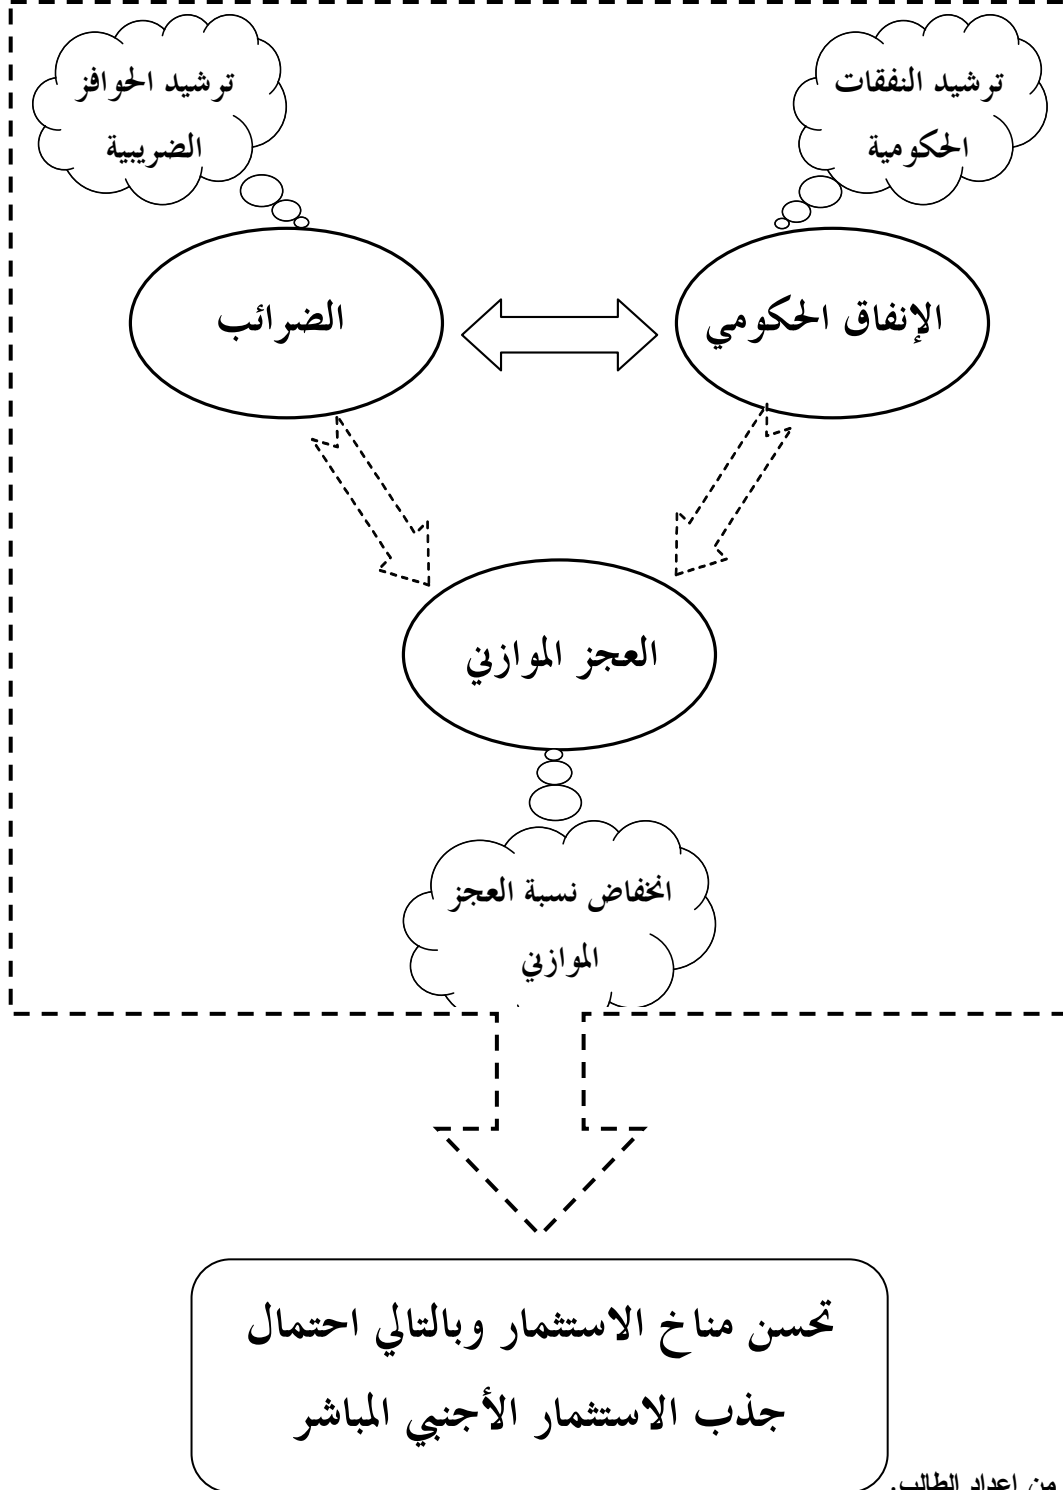 ترشيد النفقات
الحكومية
ترشيد الحوافز
الضريبية
الإنفاق الحكومي
الضرائب
العجز الموازني
انخفاض نسبة العجز
الموازني
تحسن مناخ الاستثمار وبالتالي احتمال
جذب الاستثمار الأجنبي المباشر
من إعداد الطالب.